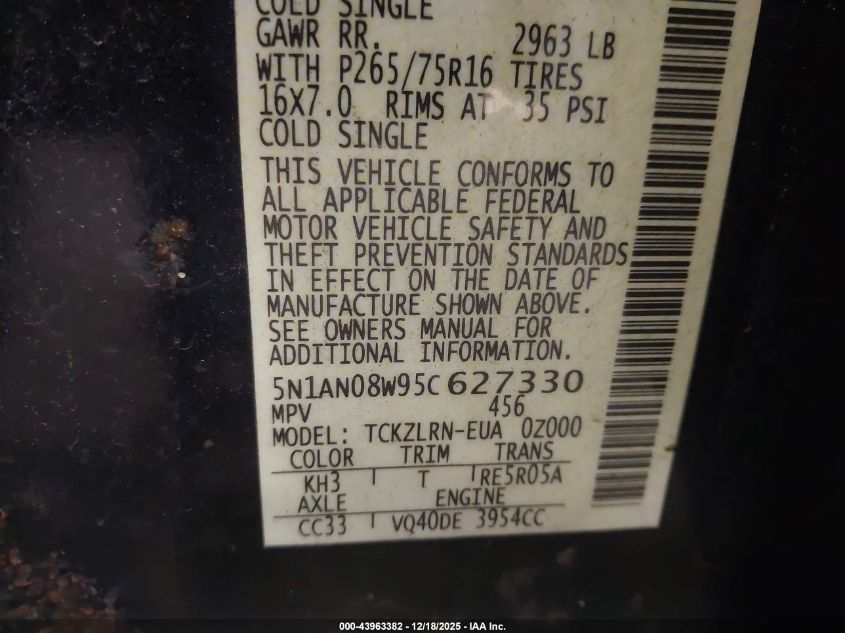 COLD SINGLE
GAWR RR. 2963 LB
WITH P265/75R16 TIRES
16X7.0 RIMS AT 35 PSI
COLD SINGLE
THIS VEHICLE CONFORMS TO
ALL APPLICABLE FEDERAL
MOTOR VEHICLE SAFETY AND
THEFT PREVENTION STANDARDS
IN EFFECT ON THE DATE OF
MANUFACTURE SHOWN ABOVE.
SEE OWNERS MANUAL FOR
ADDITIONAL INFORMATION.
5N1AN08W95C627330
MPV 456
MODEL: TCKZLRN-EUA 0Z000
COLOR TRIM TRANS
KH3 T RE5R05A
AXLE ENGINE
CC33 VQ40DE 3954CC
000-43963382 - 12/18/2025 - IAA Inc.